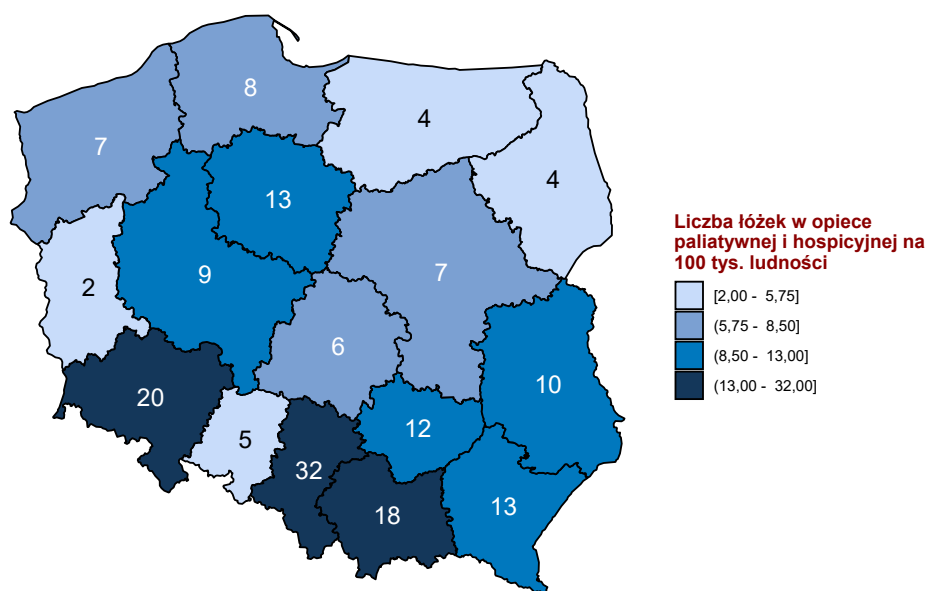 8
4
7
4
13
9
7
2
6
10
20
12
5
32
13
18
Liczba łóżek w opiece
paliatywnej i hospicyjnej na
100 tys. ludności
[2,00 - 5,75]
(5,75 - 8,50]
(8,50 - 13,00]
(13,00 - 32,00]